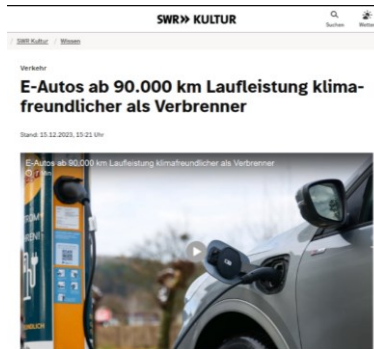 SWR» KULTUR
Suchen
Wetter
/ SWR Kultur / Wissen
Verkehr
E-Autos ab 90.000 km Laufleistung klima-
freundlicher als Verbrenner
Stand: 15.12.2023, 15:21 Uhr
E-Autos ab 90.000 km Laufleistung klimafreundlicher als Verbrenner